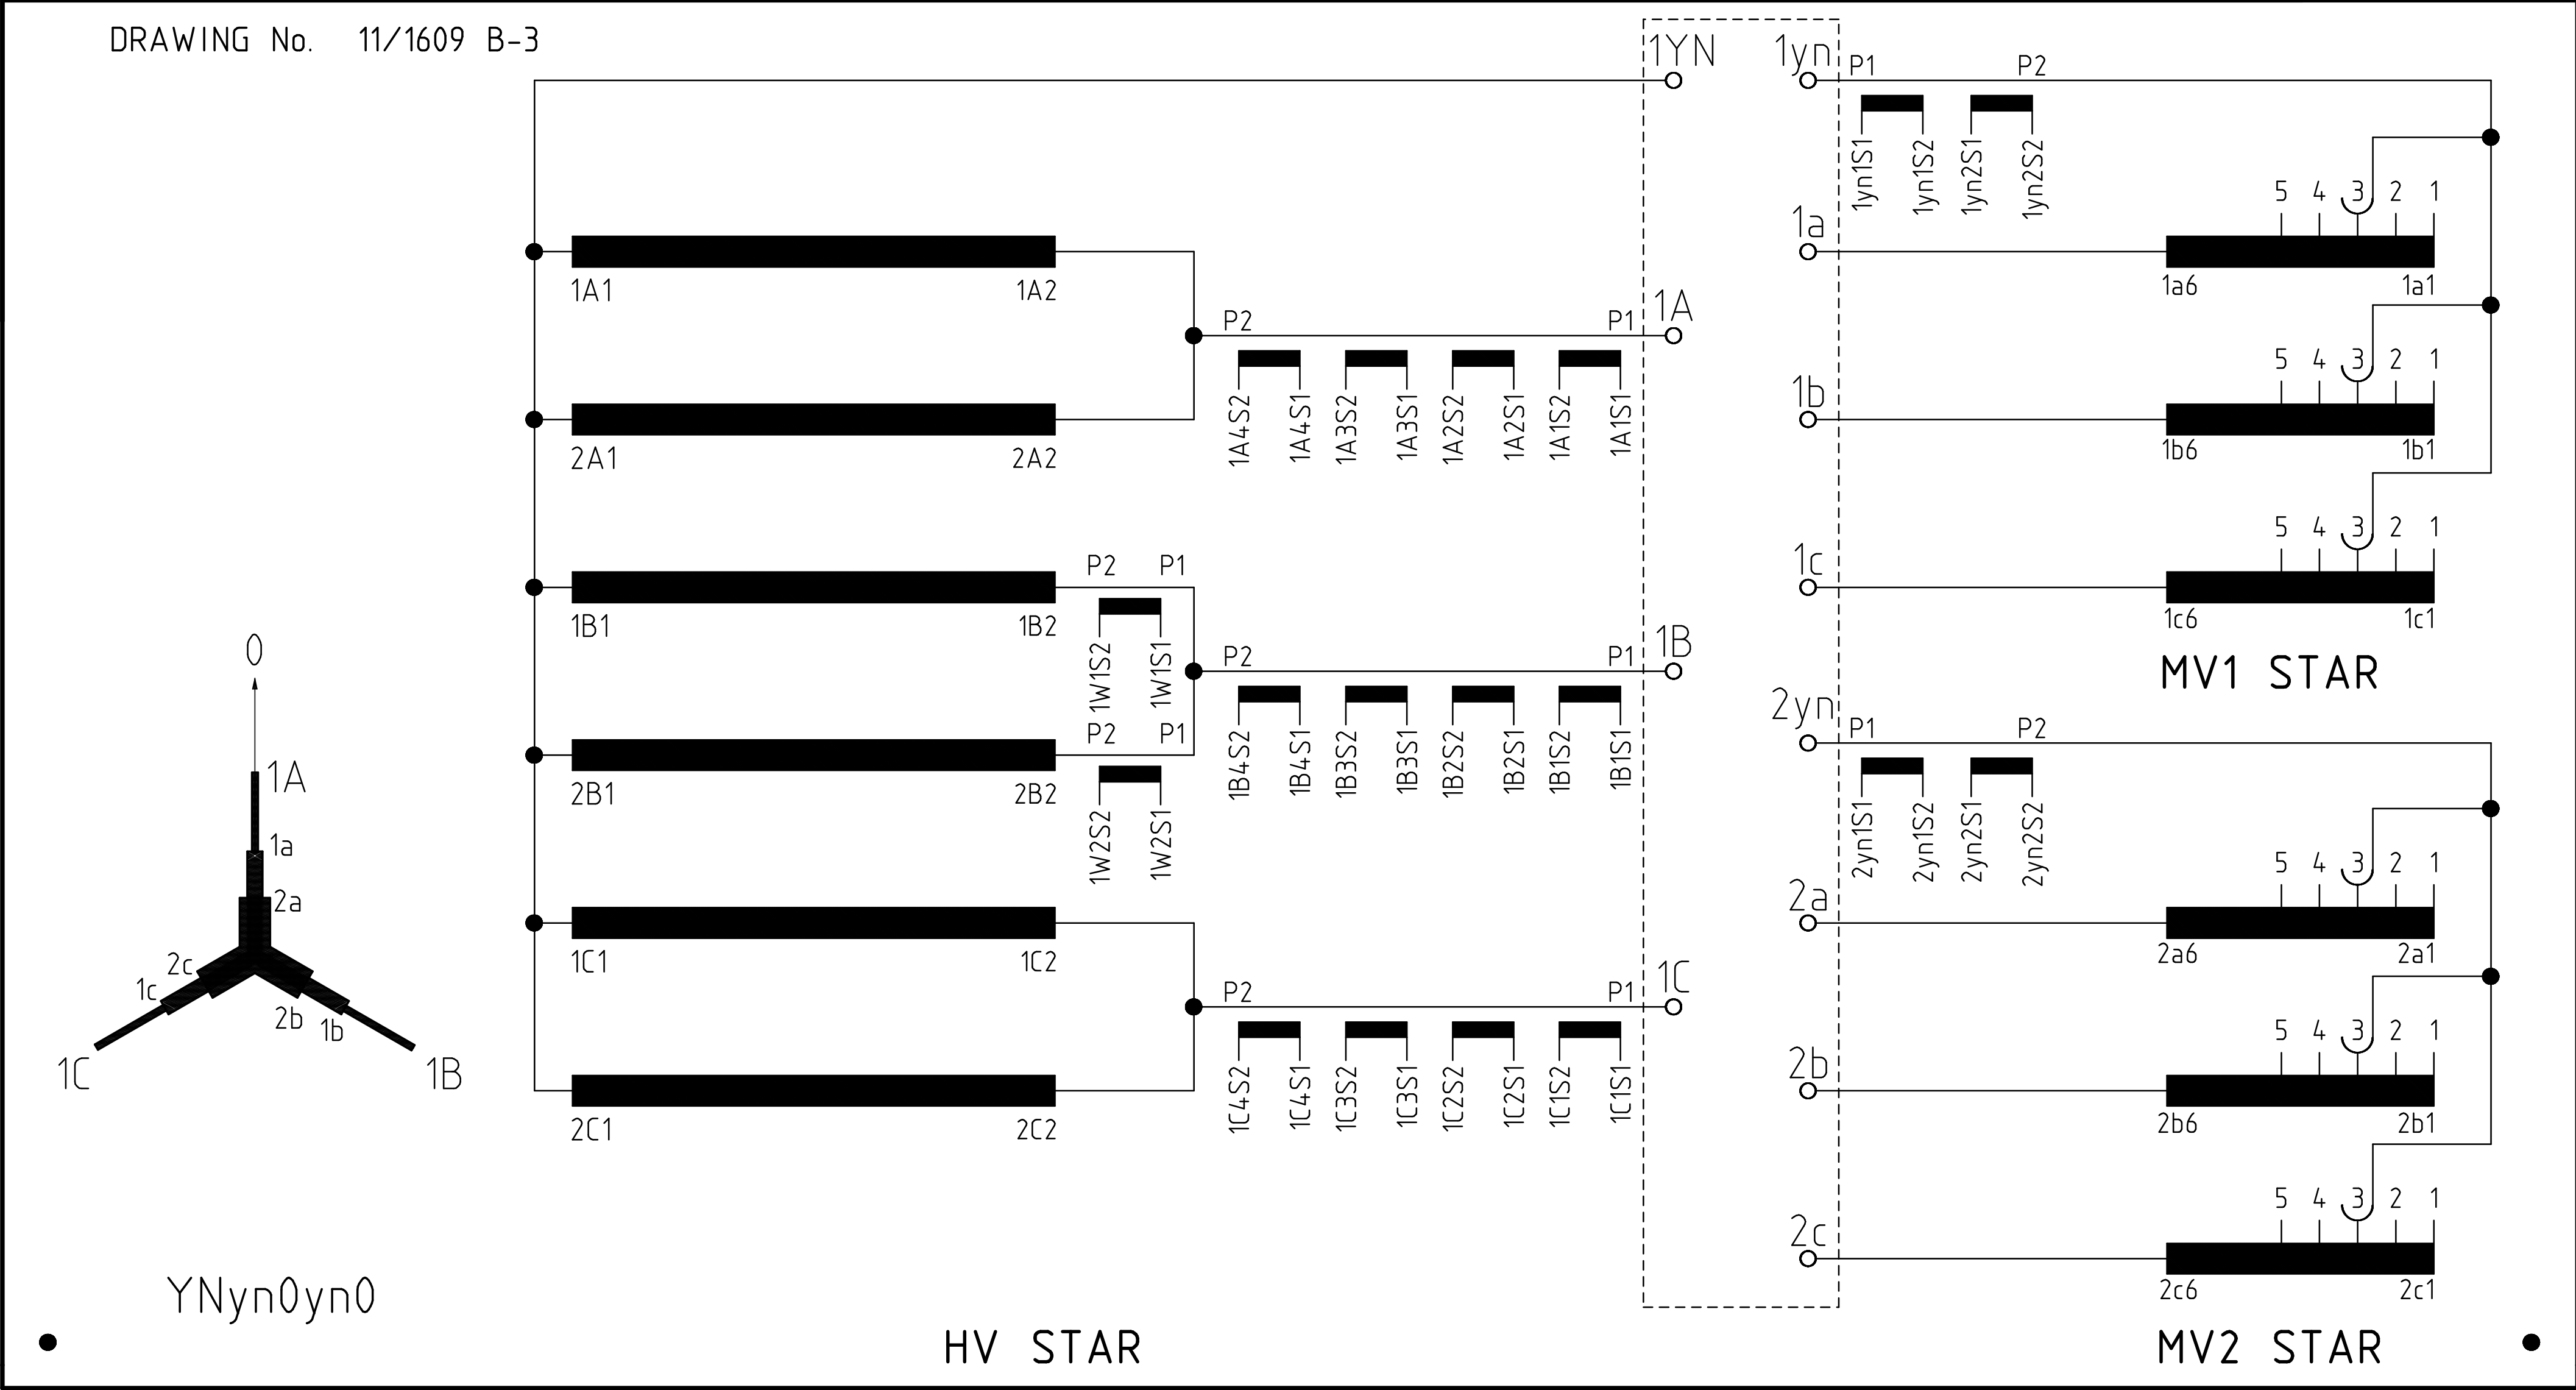 DRAWING No. 11/1609 B-3
1YN
1yn
P1
P2
1yn1S1
1yn1S2
1yn2S1
1yn2S2
5 4 3 2 1
1a
1a6
1a1
1A1
1A2
1A
P2
P1
1A4S2
1A4S1
1A3S2
1A3S1
1A2S2
1A2S1
1A1S2
1A1S1
2A1
2A2
5 4 3 2 1
1b
1b6
1b1
5 4 3 2 1
1c
1c6
1c1
MV1 STAR
P2
P1
1B1
1B2
1W1S2
1W1S1
1B
P2
P1
1B4S2
1B4S1
1B3S2
1B3S1
1B2S2
1B2S1
1B1S2
1B1S1
P2
P1
2B1
2B2
1W2S2
1W2S1
2yn
P1
P2
2yn1S1
2yn1S2
2yn2S1
2yn2S2
5 4 3 2 1
2a
2a6
2a1
1C1
1C2
1C
P2
P1
1C4S2
1C4S1
1C3S2
1C3S1
1C2S2
1C2S1
1C1S2
1C1S1
2C1
2C2
5 4 3 2 1
2b
2b6
2b1
5 4 3 2 1
2c
2c6
2c1
0
1A
1a
2a
2c
1c
2b
1b
1C
1B
YNyn0yn0
HV STAR
MV2 STAR